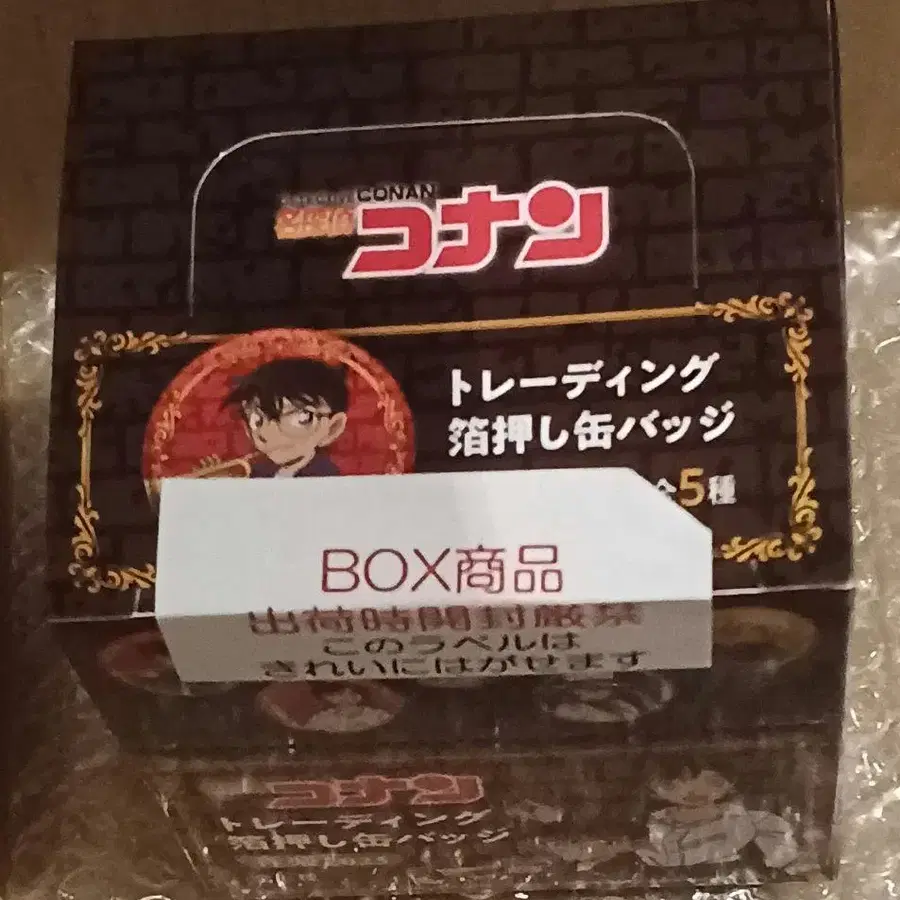 CONAN
名探偵コナン
トレーディング
箔押し缶バッジ
全5種
BOX商品
出荷時開封厳禁
このラベルは
きれいにはがせます
コナン
トレーディング
箔押し缶バッジ